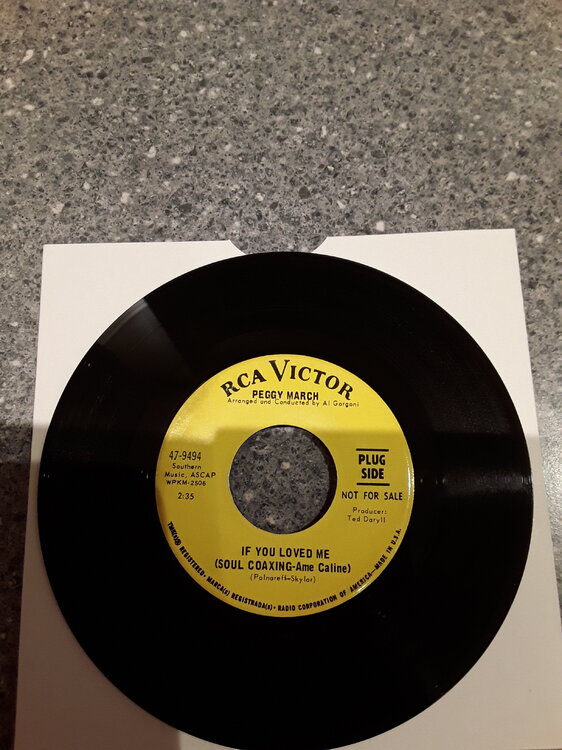 RCA VICTOR
PEGGY MARCH
Arranged and Conducted by Al Gorgoni
47-9494
Southern
Music, ASCAP
WPKM-2506
2:35
PLUG
SIDE
NOT FOR SALE
Producer:
Ted Daryll
IF YOU LOVED ME
(SOUL COAXING-Ame Caline)
(Polnareff-Skylar)
TMK(s) ® REGISTERED • MARCA(s) REGISTRADA(s) • RADIO CORPORATION OF AMERICA—MADE IN U.S.A.